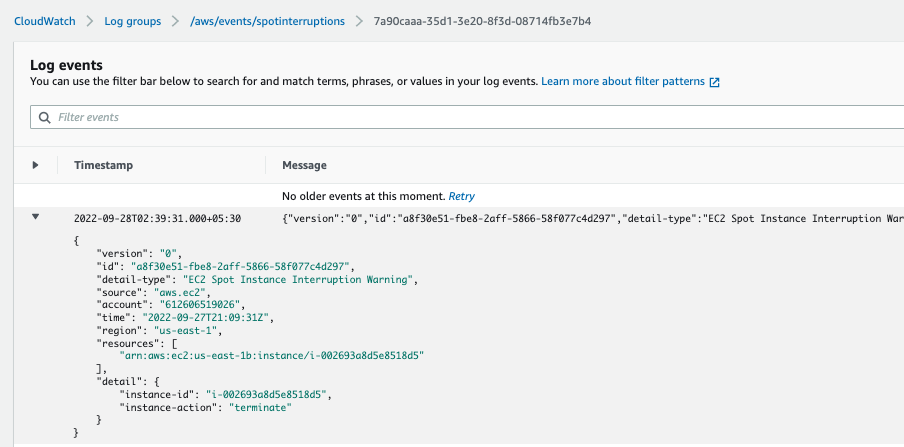 CloudWatch > Log groups > /aws/events/spotinterruptions > 7a90caaa-35d1-3e20-8f3d-08714fb3e7b4
Log events
You can use the filter bar below to search for and match terms, phrases, or values in your log events. Learn more about filter patterns
Filter events
Timestamp Message
No older events at this moment. Retry
2022-09-28T02:39:31.000+05:30 {"version":"0","id":"a8f30e51-fbe8-2aff-5866-58f077c4d297","detail-type":"EC2 Spot Instance Interruption War
{
"version": "0",
"id": "a8f30e51-fbe8-2aff-5866-58f077c4d297",
"detail-type": "EC2 Spot Instance Interruption Warning",
"source": "aws.ec2",
"account": "612606519026",
"time": "2022-09-27T21:09:31Z",
"region": "us-east-1",
"resources": [
"arn:aws:ec2:us-east-1b:instance/i-002693a8d5e8518d5"
],
"detail": {
"instance-id": "i-002693a8d5e8518d5",
"instance-action": "terminate"
}
}